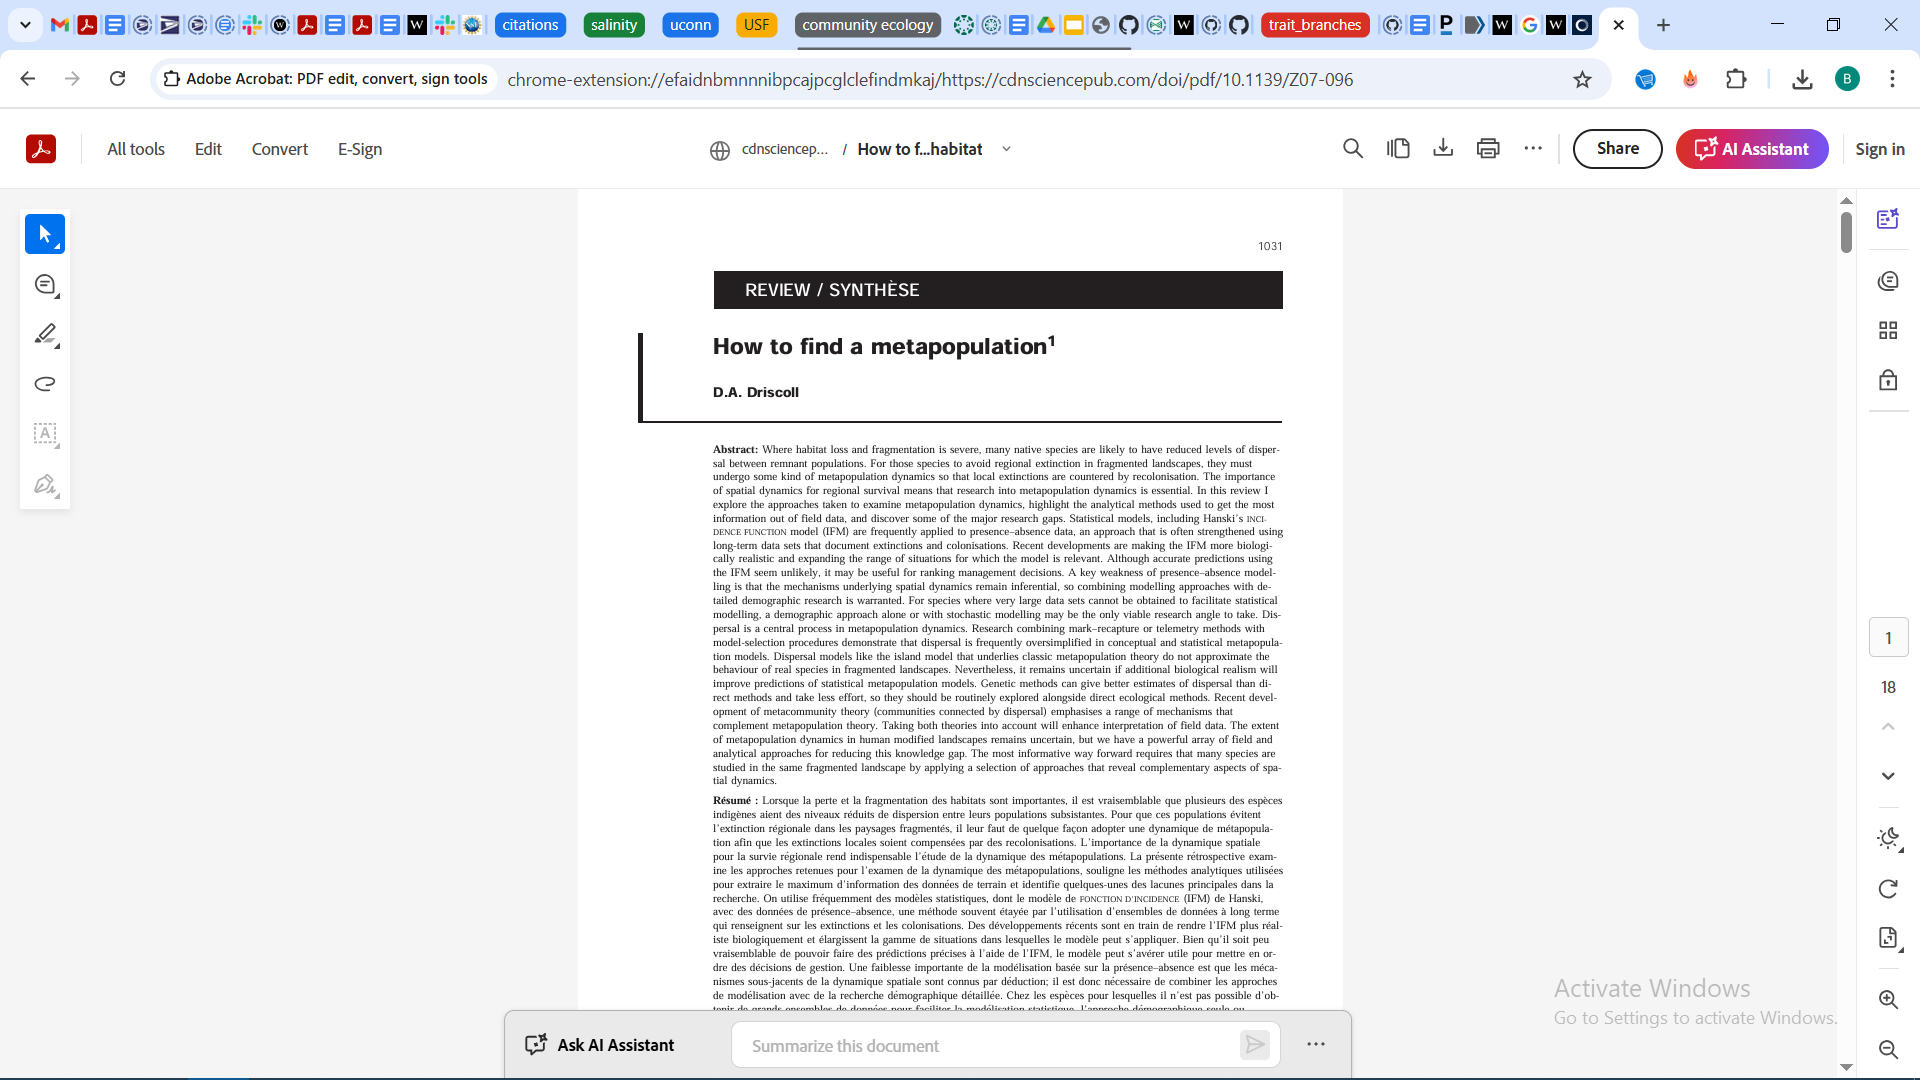 citations
salinity
uconn
USF
community ecology
trait_branches
Adobe Acrobat: PDF edit, convert, sign tools
chrome-extension://efaidnbmnnnibpcajpcglclefindmkaj/https://cdnsciencepub.com/doi/pdf/10.1139/Z07-096
B
All tools Edit Convert E-Sign
cdnsciencep... / How to f...habitat
Share
AI Assistant
Sign in
1031
REVIEW / SYNTHÈSE
How to find a metapopulation1
D.A. Driscoll
Abstract: Where habitat loss and fragmentation is severe, many native species are likely to have reduced levels of disper-
sal between remnant populations. For those species to avoid regional extinction in fragmented landscapes, they must
undergo some kind of metapopulation dynamics so that local extinctions are countered by recolonisation. The importance
of spatial dynamics for regional survival means that research into metapopulation dynamics is essential. In this review I
explore the approaches taken to examine metapopulation dynamics, highlight the analytical methods used to get the most
information out of field data, and discover some of the major research gaps. Statistical models, including Hanski's INCI-
DENCE FUNCTION model (IFM) are frequently applied to presence–absence data, an approach that is often strengthened using
long-term data sets that document extinctions and colonisations. Recent developments are making the IFM more biologi-
cally realistic and expanding the range of situations for which the model is relevant. Although accurate predictions using
the IFM seem unlikely, it may be useful for ranking management decisions. A key weakness of presence–absence model-
ling is that the mechanisms underlying spatial dynamics remain inferential, so combining modelling approaches with de-
tailed demographic research is warranted. For species where very large data sets cannot be obtained to facilitate statistical
modelling, a demographic approach alone or with stochastic modelling may be the only viable research angle to take. Dis-
persal is a central process in metapopulation dynamics. Research combining mark–recapture or telemetry methods with
model-selection procedures demonstrate that dispersal is frequently oversimplified in conceptual and statistical metapopula-
tion models. Dispersal models like the island model that underlies classic metapopulation theory do not approximate the
behaviour of real species in fragmented landscapes. Nevertheless, it remains uncertain if additional biological realism will
improve predictions of statistical metapopulation models. Genetic methods can give better estimates of dispersal than di-
rect methods and take less effort, so they should be routinely explored alongside direct ecological methods. Recent devel-
opment of metacommunity theory (communities connected by dispersal) emphasises a range of mechanisms that
complement metapopulation theory. Taking both theories into account will enhance interpretation of field data. The extent
of metapopulation dynamics in human modified landscapes remains uncertain, but we have a powerful array of field and
analytical approaches for reducing this knowledge gap. The most informative way forward requires that many species are
studied in the same fragmented landscape by applying a selection of approaches that reveal complementary aspects of spa-
tial dynamics.
Résumé : Lorsque la perte et la fragmentation des habitats sont importantes, il est vraisemblable que plusieurs des espèces
indigènes aient des niveaux réduits de dispersion entre leurs populations subsistantes. Pour que ces populations évitent
l'extinction régionale dans les paysages fragmentés, il leur faut de quelque façon adopter une dynamique de métapopula-
tion afin que les extinctions locales soient compensées par des recolonisations. L'importance de la dynamique spatiale
pour la survie régionale rend indispensable l'étude de la dynamique des métapopulations. La présente rétrospective exam-
ine les approches retenues pour l'examen de la dynamique des métapopulations, souligne les méthodes analytiques utilisées
pour extraire le maximum d'information des données de terrain et identifie quelques-unes des lacunes principales dans la
recherche. On utilise fréquemment des modèles statistiques, dont le modèle de FONCTION D'INCIDENCE (IFM) de Hanski,
avec des données de présence–absence, une méthode souvent étayée par l'utilisation d'ensembles de données à long terme
qui renseignent sur les extinctions et les colonisations. Des développements récents sont en train de rendre l'IFM plus réal-
iste biologiquement et élargissent la gamme de situations dans lesquelles le modèle peut s'appliquer. Bien qu'il soit peu
vraisemblable de pouvoir faire des prédictions précises à l'aide de l'IFM, le modèle peut s'avérer utile pour mettre en or-
dre des décisions de gestion. Une faiblesse importante de la modélisation basée sur la présence–absence est que les méca-
nismes sous-jacents de la dynamique spatiale sont connus par déduction; il est donc nécessaire de combiner les approches
de modélisation avec de la recherche démographique détaillée. Chez les espèces pour lesquelles il n'est pas possible d'ob-
tenir de grands ensembles de données pour faciliter la modélisation statistique, l'approche démographique seule ou
1
18
Activate Windows
Go to Settings to activate Windows.
Ask AI Assistant
Summarize this document